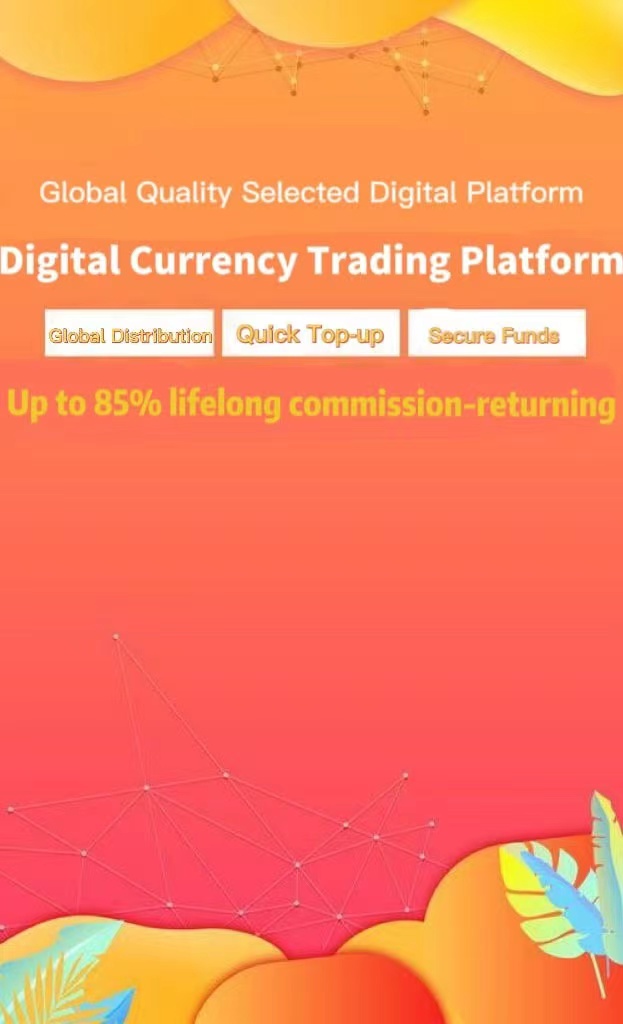 Global Quality Selected Digital Platform
Digital Currency Trading Platform
Global Distribution Quick Top-up Secure Funds
Up to 85% lifelong commission-returning